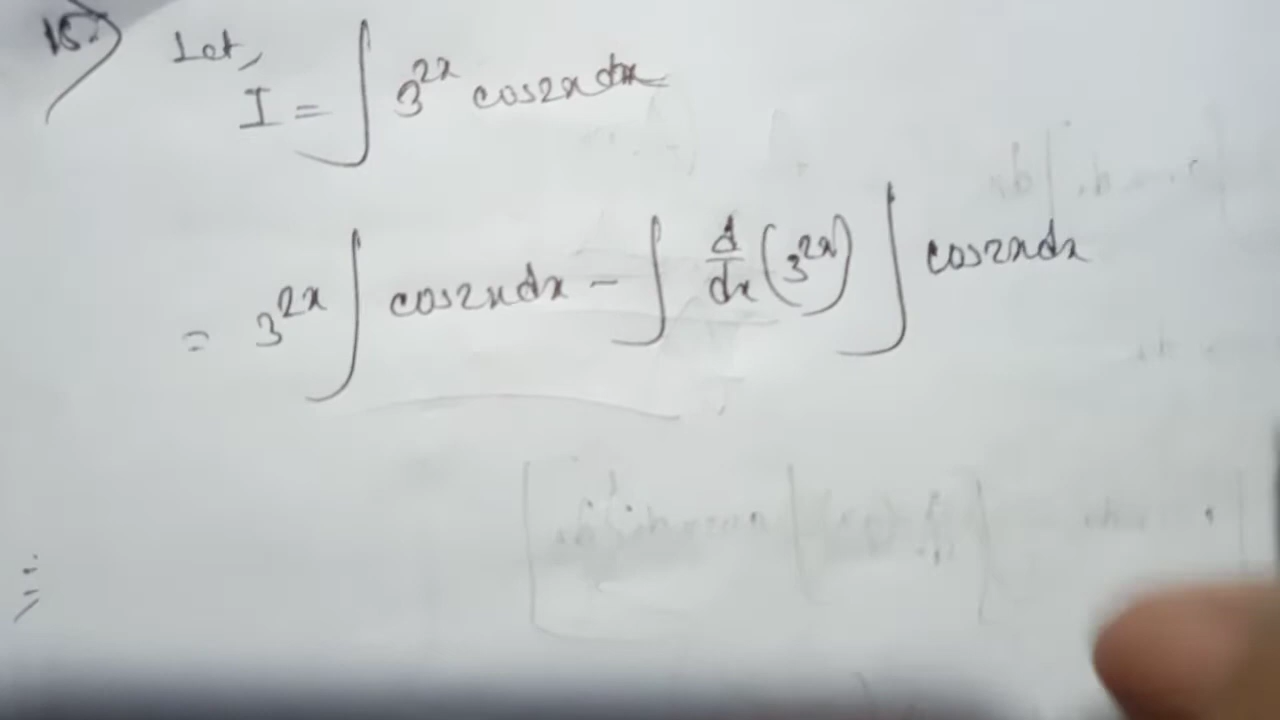 15)
Let,
I = ∫ 3^{2x} cos2x dx
= 3^{2x} ∫ cos2x dx - ∫ d/dx (3^{2x}) ∫ cos2x dx